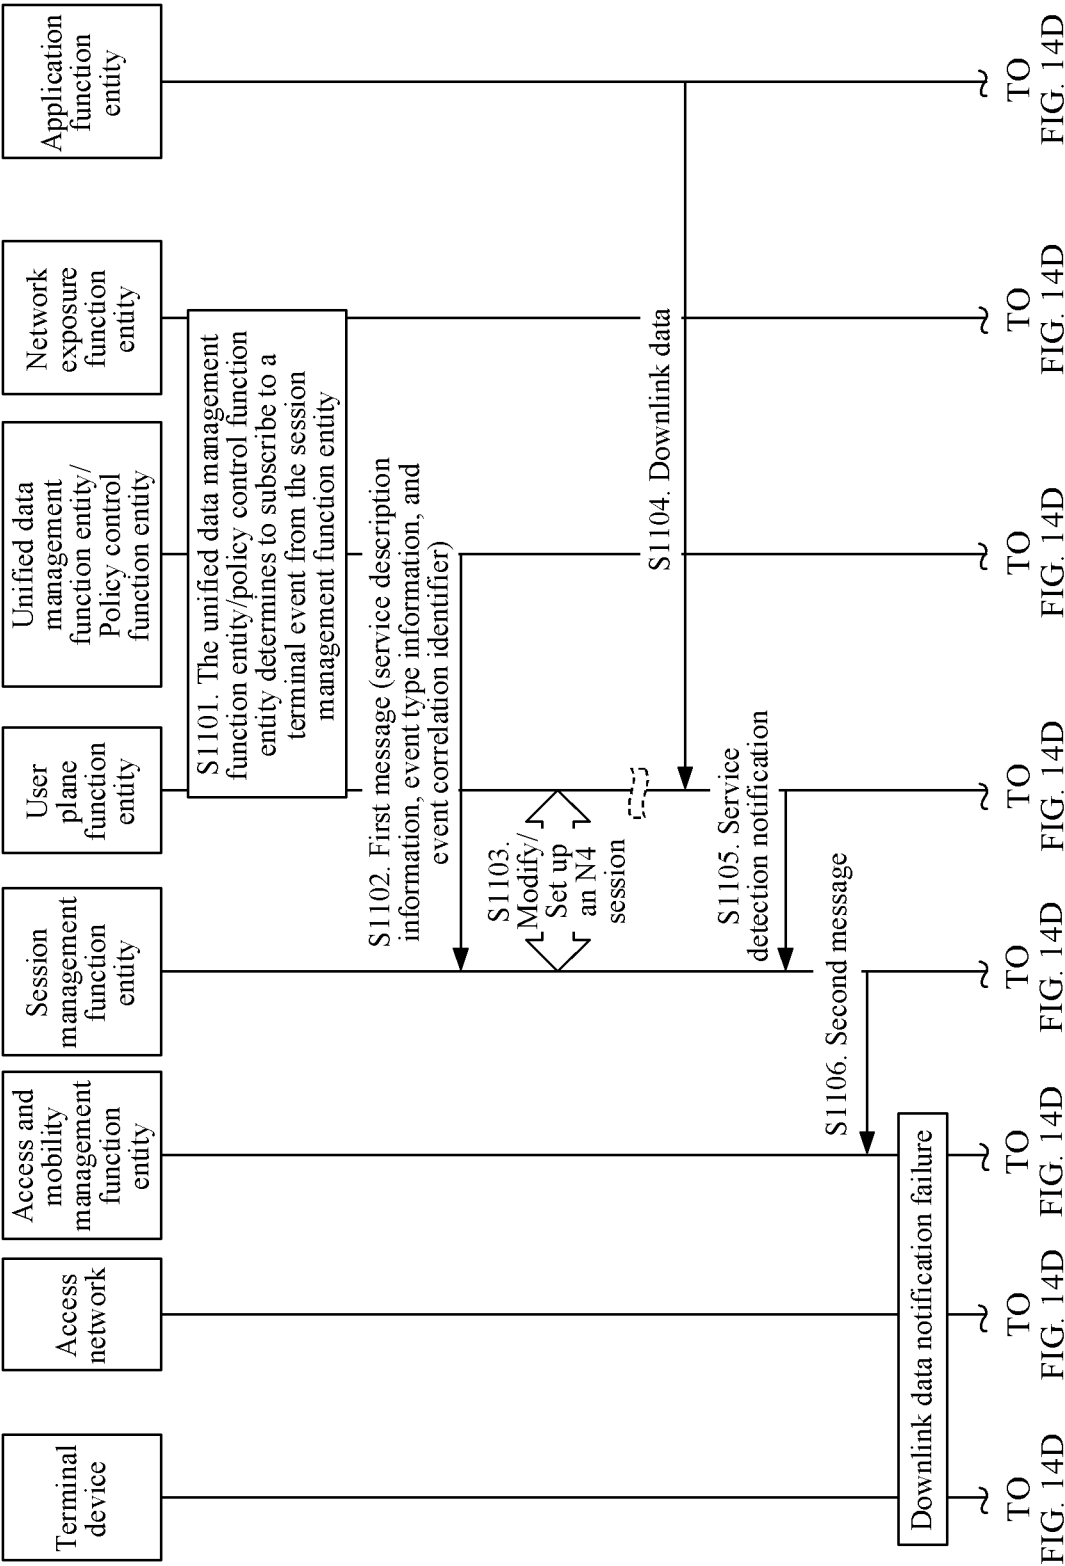 Terminal
device
Access
network
Access and
mobility
management
function
entity
Session
management
function
entity
User
plane
function
entity
Unified data
management
function entity/
Policy control
function entity
Network
exposure
function
entity
Application
function
entity
S1101. The unified data management
function entity/policy control function
entity determines to subscribe to a
terminal event from the session
management function entity
S1102. First message (service description
information, event type information, and
event correlation identifier)
S1103.
Modify/
Set up
an N4
session
S1104. Downlink data
S1105. Service
detection notification
S1106. Second message
Downlink data notification failure
TO
FIG. 14D
TO
FIG. 14D
TO
FIG. 14D
TO
FIG. 14D
TO
FIG. 14D
TO
FIG. 14D
TO
FIG. 14D
TO
FIG. 14D